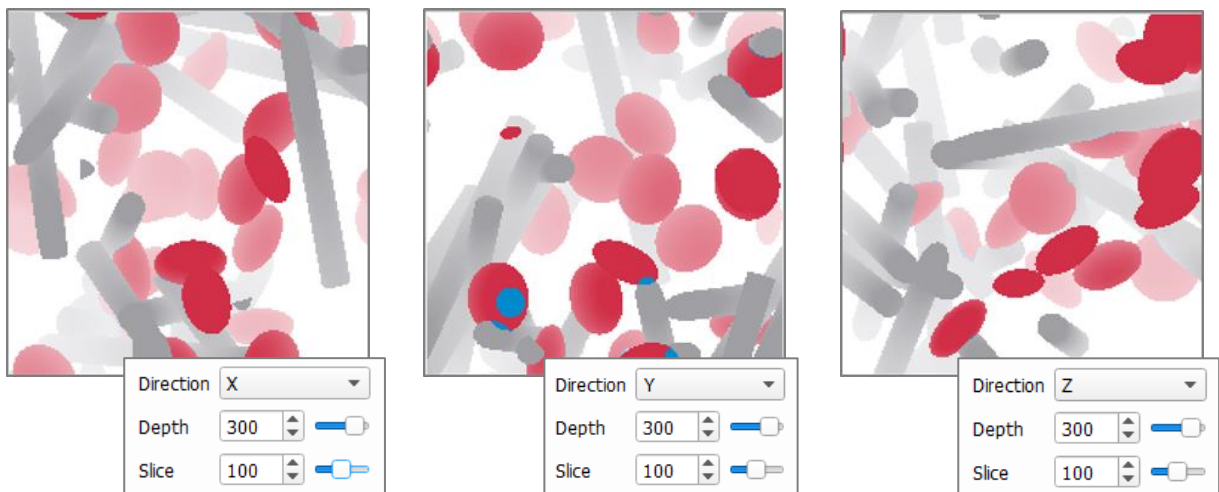 Direction X
Depth 300
Slice 100
Direction Y
Depth 300
Slice 100
Direction Z
Depth 300
Slice 100